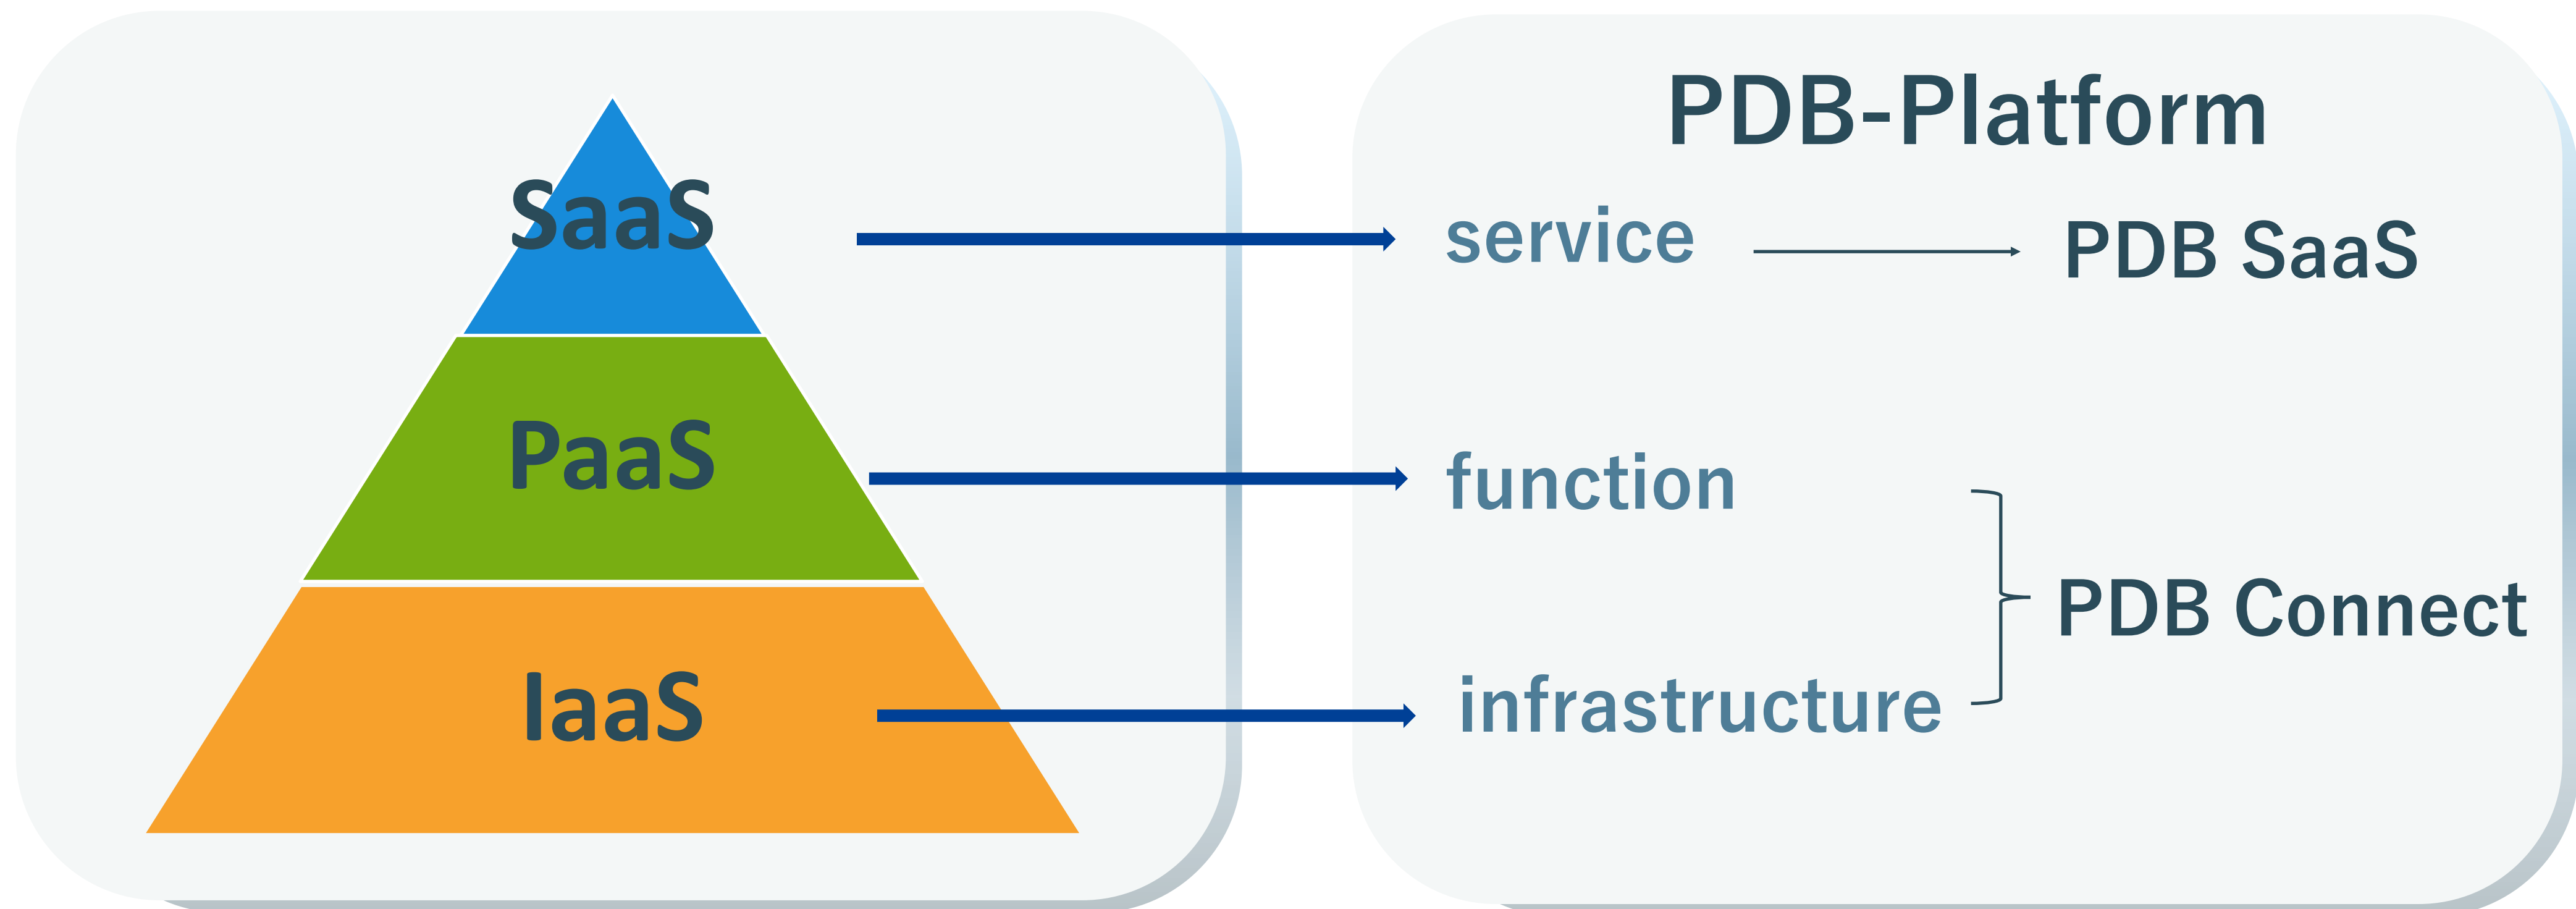 SaaS
PaaS
IaaS
PDB-Platform
service
PDB SaaS
function
PDB Connect
infrastructure